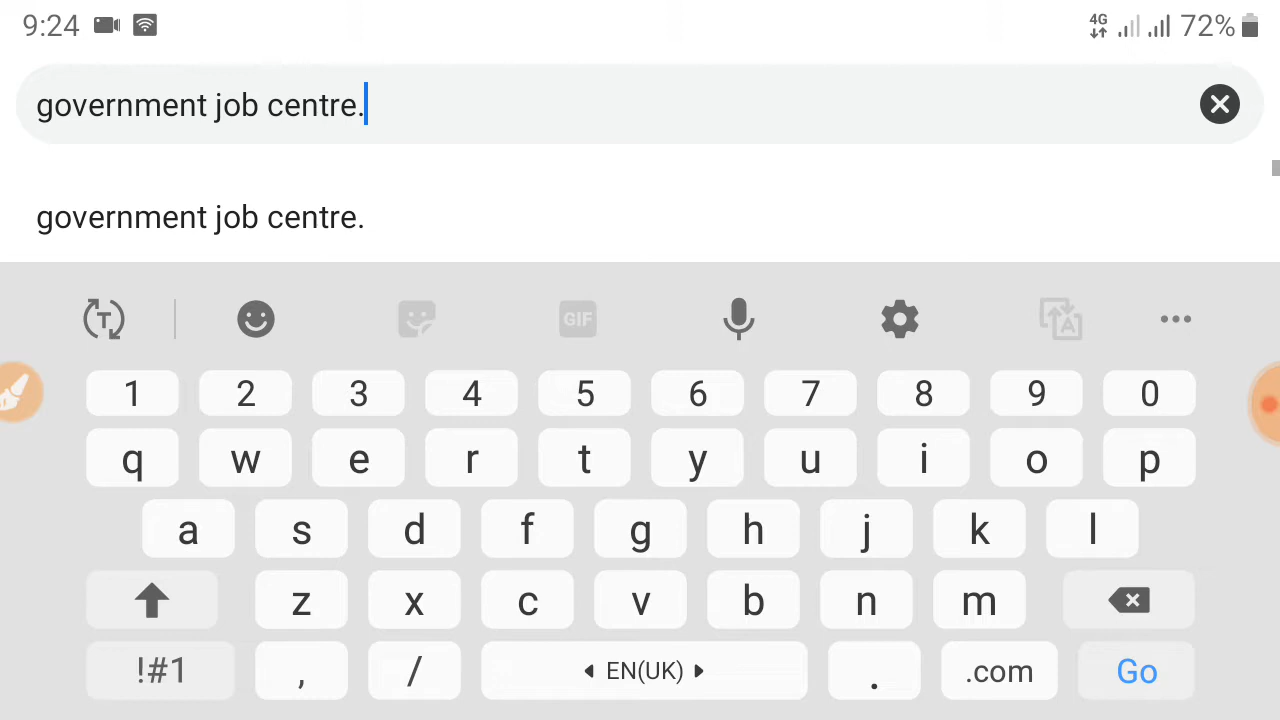 9:24 4G 72%
government job centre.
government job centre.
T GIF A
1 2 3 4 5 6 7 8 9 0
q w e r t y u i o p
a s d f g h j k l
z x c v b n m
!#1 , / EN(UK) . .com Go